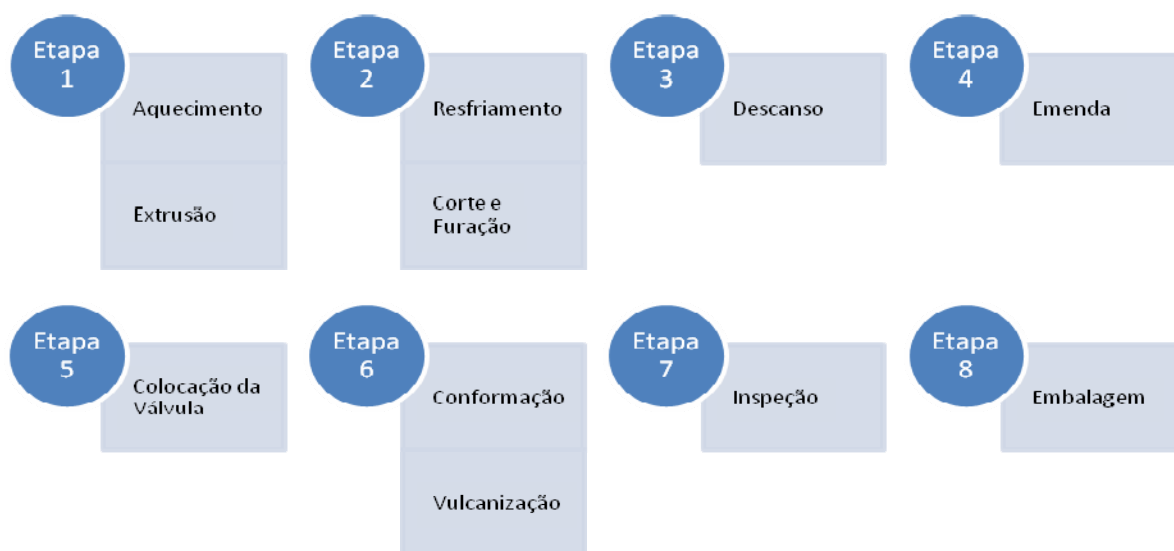 Etapa
1
Aquecimento
Extrusão
Etapa
2
Resfriamento
Corte e
Furação
Etapa
3
Descanso
Etapa
4
Emenda
Etapa
5
Colocação da
Válvula
Etapa
6
Conformação
Vulcanização
Etapa
7
Inspeção
Etapa
8
Embalagem